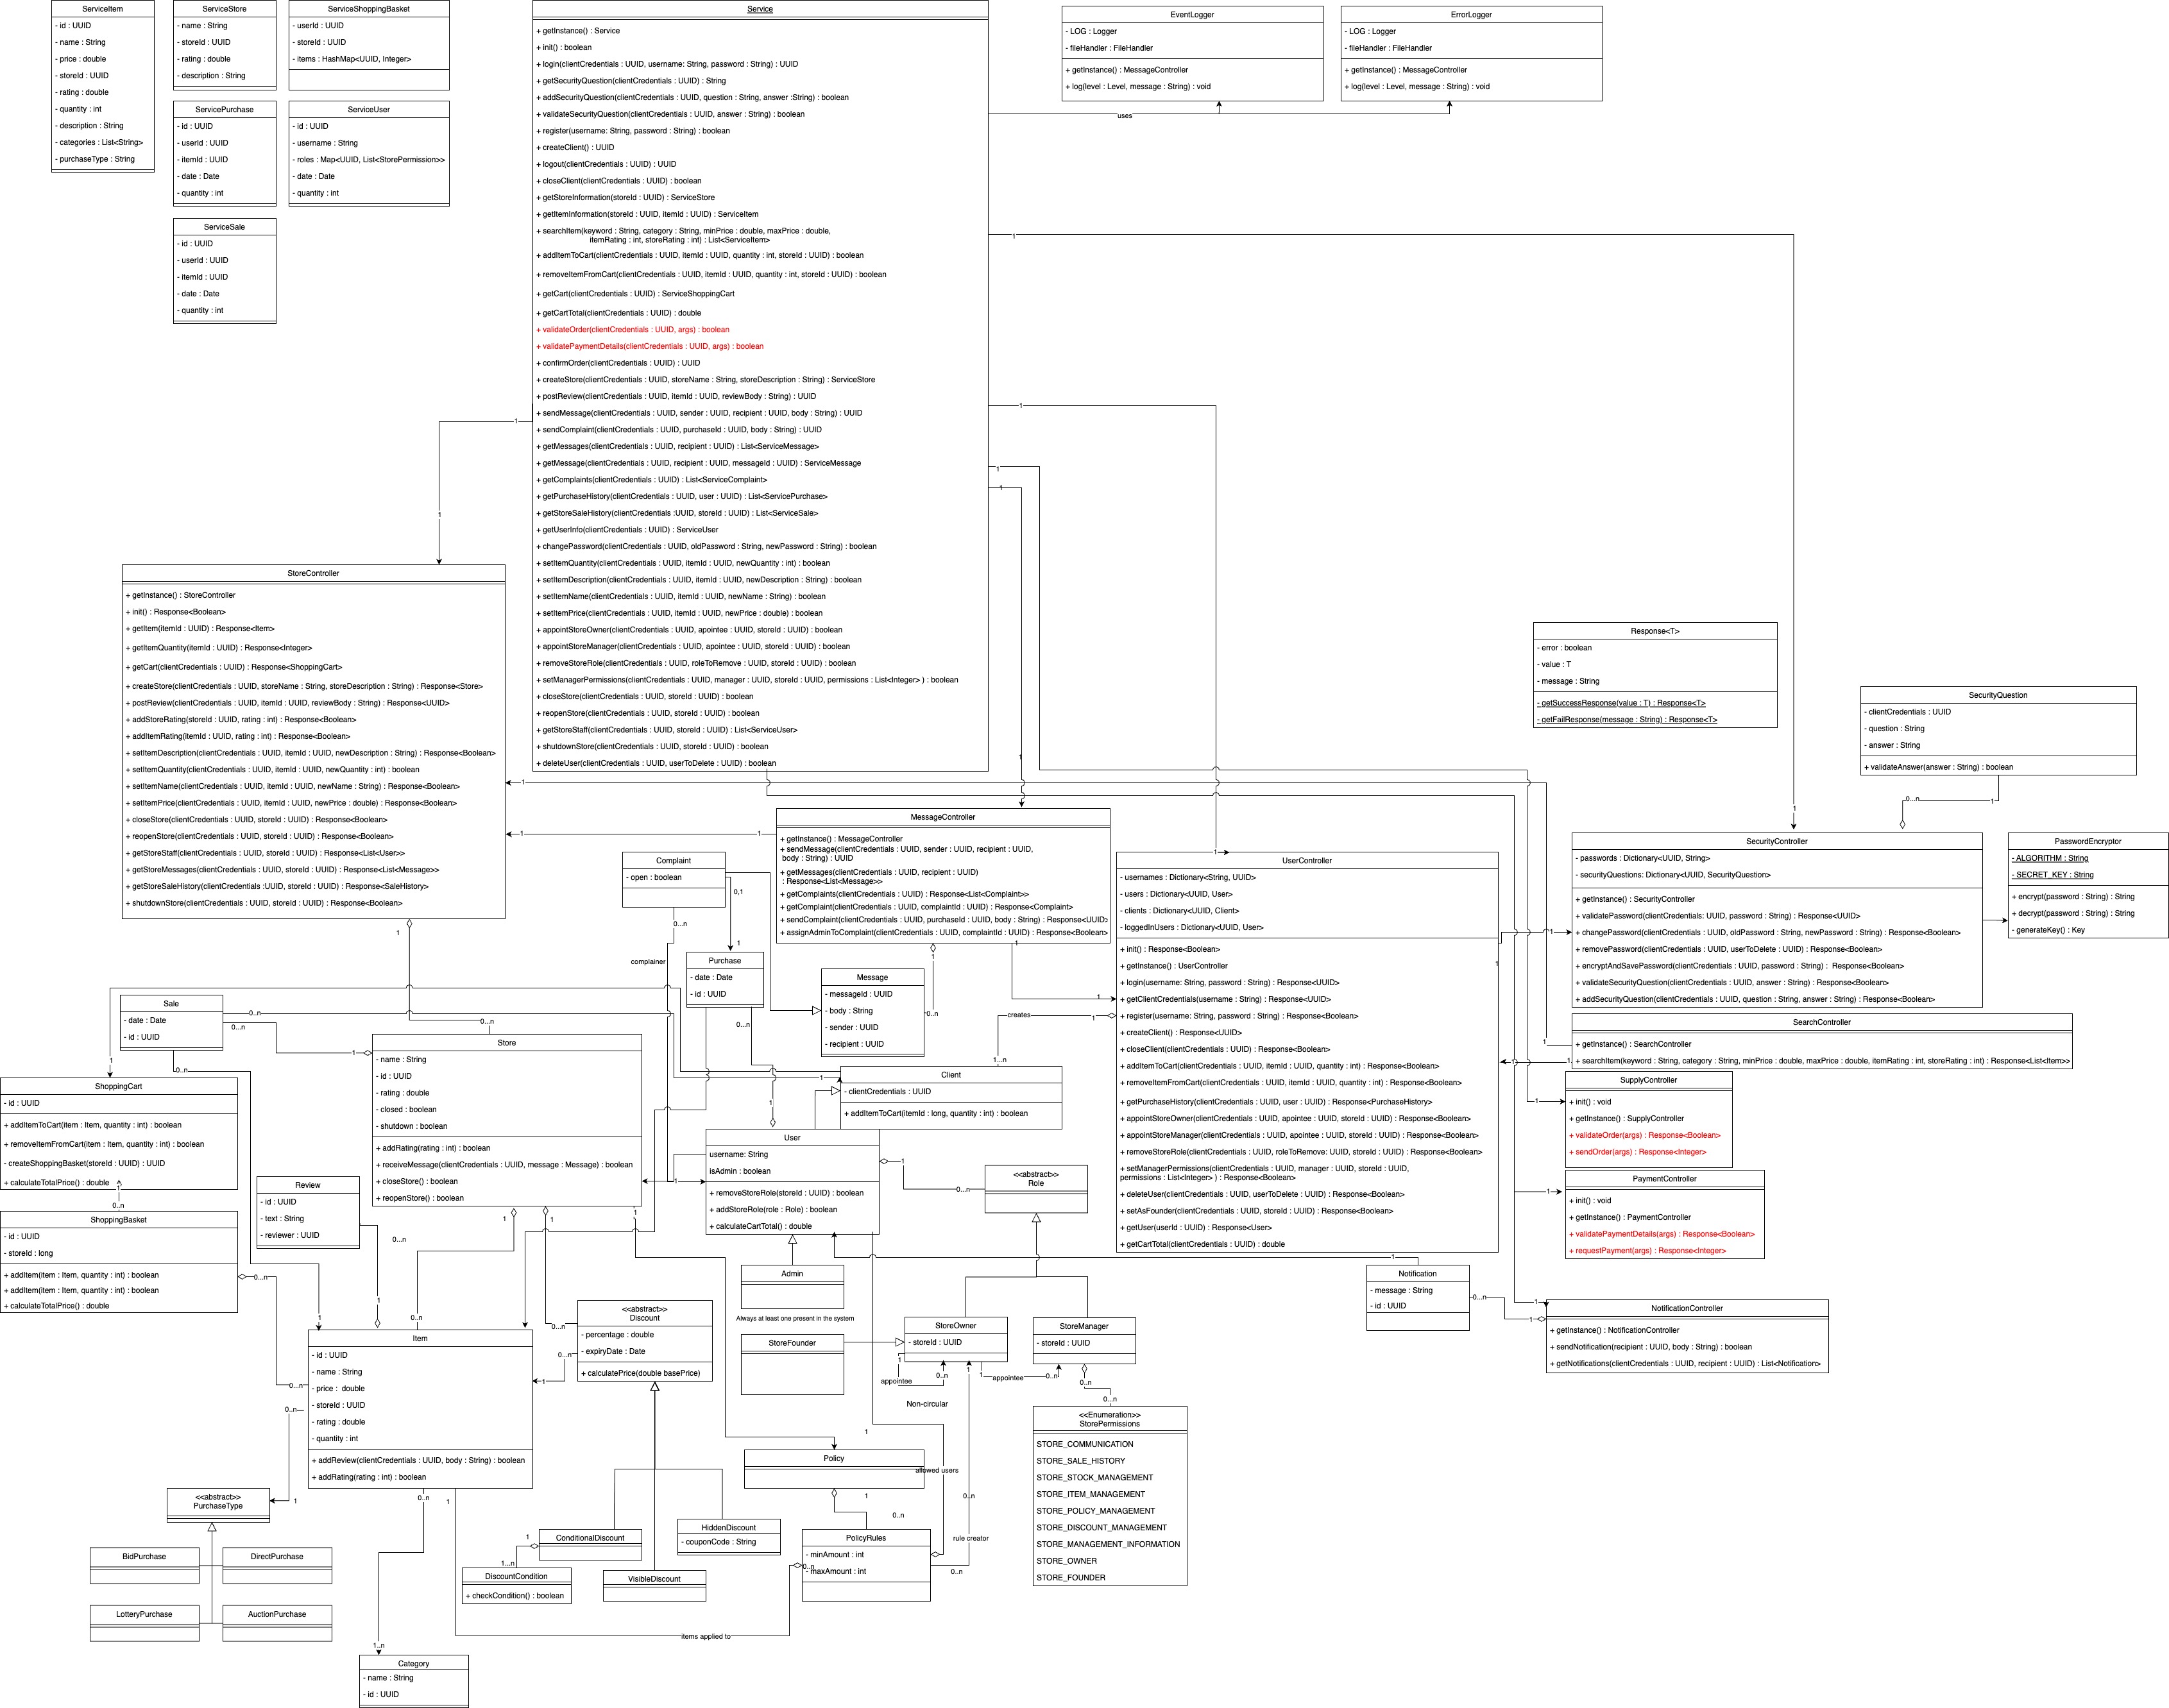 ServiceItem
- id : UUID
- name : String
- price : double
- storeId : UUID
- rating : double
- quantity : int
- description : String
- categories : List<String>
- purchaseType : String
ServiceStore
- name : String
- storeId : UUID
- rating : double
- description : String
ServiceShoppingBasket
- userId : UUID
- storeId : UUID
- items : HashMap<UUID, Integer>
ServicePurchase
- id : UUID
- userId : UUID
- itemId : UUID
- date : Date
- quantity : int
ServiceUser
- id : UUID
- username : String
- roles : Map<UUID, List<StorePermission>>
- date : Date
- quantity : int
ServiceSale
- id : UUID
- userId : UUID
- itemId : UUID
- date : Date
- quantity : int
Service
+ getInstance() : Service
+ init() : boolean
+ login(clientCredentials : UUID, username: String, password : String) : UUID
+ getSecurityQuestion(clientCredentials : UUID) : String
+ addSecurityQuestion(clientCredentials : UUID, question : String, answer :String) : boolean
+ validateSecurityQuestion(clientCredentials : UUID, answer : String) : boolean
+ register(username: String, password : String) : boolean
+ createClient() : UUID
+ logout(clientCredentials : UUID) : UUID
+ closeClient(clientCredentials : UUID) : boolean
+ getStoreInformation(storeId : UUID) : ServiceStore
+ getItemInformation(storeId : UUID, itemId : UUID) : ServiceItem
+ searchItem(keyword : String, category : String, minPrice : double, maxPrice : double,
itemRating : int, storeRating : int) : List<ServiceItem>
+ addItemToCart(clientCredentials : UUID, itemId : UUID, quantity : int, storeId : UUID) : boolean
+ removeItemFromCart(clientCredentials : UUID, itemId : UUID, quantity : int, storeId : UUID) : boolean
+ getCart(clientCredentials : UUID) : ServiceShoppingCart
+ getCartTotal(clientCredentials : UUID) : double
+ validateOrder(clientCredentials : UUID, args) : boolean
+ validatePaymentDetails(clientCredentials : UUID, args) : boolean
+ confirmOrder(clientCredentials : UUID) : UUID
+ createStore(clientCredentials : UUID, storeName : String, storeDescription : String) : ServiceStore
+ postReview(clientCredentials : UUID, itemId : UUID, reviewBody : String) : UUID
+ sendMessage(clientCredentials : UUID, sender : UUID, recipient : UUID, body : String) : UUID
+ sendComplaint(clientCredentials : UUID, purchaseId : UUID, body : String) : UUID
+ getMessages(clientCredentials : UUID, recipient : UUID) : List<ServiceMessage>
+ getMessage(clientCredentials : UUID, recipient : UUID, messageId : UUID) : ServiceMessage
+ getComplaints(clientCredentials : UUID) : List<ServiceComplaint>
+ getPurchaseHistory(clientCredentials : UUID, user : UUID) : List<ServicePurchase>
+ getStoreSaleHistory(clientCredentials :UUID, storeId : UUID) : List<ServiceSale>
+ getUserInfo(clientCredentials : UUID) : ServiceUser
+ changePassword(clientCredentials : UUID, oldPassword : String, newPassword : String) : boolean
+ setItemQuantity(clientCredentials : UUID, itemId : UUID, newQuantity : int) : boolean
+ setItemDescription(clientCredentials : UUID, itemId : UUID, newDescription : String) : boolean
+ setItemName(clientCredentials : UUID, itemId : UUID, newName : String) : boolean
+ setItemPrice(clientCredentials : UUID, itemId : UUID, newPrice : double) : boolean
+ appointStoreOwner(clientCredentials : UUID, apointee : UUID, storeId : UUID) : boolean
+ appointStoreManager(clientCredentials : UUID, apointee : UUID, storeId : UUID) : boolean
+ removeStoreRole(clientCredentials : UUID, roleToRemove : UUID, storeId : UUID) : boolean
+ setManagerPermissions(clientCredentials : UUID, manager : UUID, storeId : UUID, permissions : List<Integer> ) : boolean
+ closeStore(clientCredentials : UUID, storeId : UUID) : boolean
+ reopenStore(clientCredentials : UUID, storeId : UUID) : boolean
+ getStoreStaff(clientCredentials : UUID, storeId : UUID) : List<ServiceUser>
+ shutdownStore(clientCredentials : UUID, storeId : UUID) : boolean
+ deleteUser(clientCredentials : UUID, userToDelete : UUID) : boolean
EventLogger
- LOG : Logger
- fileHandler : FileHandler
+ getInstance() : MessageController
+ log(level : Level, message : String) : void
ErrorLogger
- LOG : Logger
- fileHandler : FileHandler
+ getInstance() : MessageController
+ log(level : Level, message : String) : void
uses
1
1
1
1
1
1
1
1
1
StoreController
+ getInstance() : StoreController
+ init() : Response<Boolean>
+ getItem(itemId : UUID) : Response<Item>
+ getItemQuantity(itemId : UUID) : Response<Integer>
+ getCart(clientCredentials : UUID) : Response<ShoppingCart>
+ createStore(clientCredentials : UUID, storeName : String, storeDescription : String) : Response<Store>
+ postReview(clientCredentials : UUID, itemId : UUID, reviewBody : String) : Response<UUID>
+ addStoreRating(storeId : UUID, rating : int) : Response<Boolean>
+ addItemRating(itemId : UUID, rating : int) : Response<Boolean>
+ setItemDescription(clientCredentials : UUID, itemId : UUID, newDescription : String) : Response<Boolean>
+ setItemQuantity(clientCredentials : UUID, itemId : UUID, newQuantity : int) : boolean
+ setItemName(clientCredentials : UUID, itemId : UUID, newName : String) : Response<Boolean>
+ setItemPrice(clientCredentials : UUID, itemId : UUID, newPrice : double) : Response<Boolean>
+ closeStore(clientCredentials : UUID, storeId : UUID) : Response<Boolean>
+ reopenStore(clientCredentials : UUID, storeId : UUID) : Response<Boolean>
+ getStoreStaff(clientCredentials : UUID, storeId : UUID) : Response<List<User>>
+ getStoreMessages(clientCredentials : UUID, storeId : UUID) : Response<List<Message>>
+ getStoreSaleHistory(clientCredentials :UUID, storeId : UUID) : Response<SaleHistory>
+ shutdownStore(clientCredentials : UUID, storeId : UUID) : Response<Boolean>
Response<T>
- error : boolean
- value : T
- message : String
- getSuccessResponse(value : T) : Response<T>
- getFailResponse(message : String) : Response<T>
SecurityQuestion
- clientCredentials : UUID
- question : String
- answer : String
+ validateAnswer(answer : String) : boolean
0...n
1
MessageController
+ getInstance() : MessageController
+ sendMessage(clientCredentials : UUID, sender : UUID, recipient : UUID,
body : String) : UUID
+ getMessages(clientCredentials : UUID, recipient : UUID)
: Response<List<Message>>
+ getComplaints(clientCredentials : UUID) : Response<List<Complaint>>
+ getComplaint(clientCredentials : UUID, complaintId : UUID) : Response<Complaint>
+ sendComplaint(clientCredentials : UUID, purchaseId : UUID, body : String) : Response<UUID>
+ assignAdminToComplaint(clientCredentials : UUID, complaintId : UUID) : Response<Boolean>
Complaint
- open : boolean
0,1
1
0...n
complainer
Purchase
- date : Date
- id : UUID
0...n
Message
- messageId : UUID
- body : String
- sender : UUID
- recipient : UUID
1
0..n
UserController
- usernames : Dictionary<String, UUID>
- users : Dictionary<UUID, User>
- clients : Dictionary<UUID, Client>
- loggedInUsers : Dictionary<UUID, User>
+ init() : Response<Boolean>
+ getInstance() : UserController
+ login(username: String, password : String) : Response<UUID>
+ getClientCredentials(username : String) : Response<UUID>
+ register(username: String, password : String) : Response<Boolean>
+ createClient() : Response<UUID>
+ closeClient(clientCredentials : UUID) : Response<Boolean>
+ addItemToCart(clientCredentials : UUID, itemId : UUID, quantity : int) : Response<Boolean>
+ removeItemFromCart(clientCredentials : UUID, itemId : UUID, quantity : int) : Response<Boolean>
+ getPurchaseHistory(clientCredentials : UUID, user : UUID) : Response<PurchaseHistory>
+ appointStoreOwner(clientCredentials : UUID, apointee : UUID, storeId : UUID) : Response<Boolean>
+ appointStoreManager(clientCredentials : UUID, apointee : UUID, storeId : UUID) : Response<Boolean>
+ removeStoreRole(clientCredentials : UUID, roleToRemove: UUID, storeId : UUID) : Response<Boolean>
+ setManagerPermissions(clientCredentials : UUID, manager : UUID, storeId : UUID,
permissions : List<Integer> ) : Response<Boolean>
+ deleteUser(clientCredentials : UUID, userToDelete : UUID) : Response<Boolean>
+ setAsFounder(clientCredentials : UUID, storeId : UUID) : Response<Boolean>
+ getUser(userId : UUID) : Response<User>
+ getCartTotal(clientCredentials : UUID) : double
creates
1
1...n
SecurityController
- passwords : Dictionary<UUID, String>
- securityQuestions: Dictionary<UUID, SecurityQuestion>
+ getInstance() : SecurityController
+ validatePassword(clientCredentials: UUID, password : String) : Response<UUID>
+ changePassword(clientCredentials : UUID, oldPassword : String, newPassword : String) : Response<Boolean>
+ removePassword(clientCredentials : UUID, userToDelete : UUID) : Response<Boolean>
+ encryptAndSavePassword(clientCredentials : UUID, password : String) : Response<Boolean>
+ validateSecurityQuestion(clientCredentials : UUID, answer : String) : Response<Boolean>
+ addSecurityQuestion(clientCredentials : UUID, question : String, answer : String) : Response<Boolean>
PasswordEncryptor
- ALGORITHM : String
- SECRET_KEY : String
+ encrypt(password : String) : String
+ decrypt(password : String) : String
- generateKey() : Key
SearchController
+ getInstance() : SearchController
+ searchItem(keyword : String, category : String, minPrice : double, maxPrice : double, itemRating : int, storeRating : int) : Response<List<Item>>
SupplyController
+ init() : void
+ getInstance() : SupplyController
+ validateOrder(args) : Response<Boolean>
+ sendOrder(args) : Response<Integer>
PaymentController
+ init() : void
+ getInstance() : PaymentController
+ validatePaymentDetails(args) : Response<Boolean>
+ requestPayment(args) : Response<Integer>
Sale
- date : Date
- id : UUID
0...n
0...n
0...n
1
1
0...n
Store
- name : String
- id : UUID
- rating : double
- closed : boolean
- shutdown : boolean
+ addRating(rating : int) : boolean
+ receiveMessage(clientCredentials : UUID, message : Message) : boolean
+ closeStore() : boolean
+ reopenStore() : boolean
ShoppingCart
- id : UUID
+ addItemToCart(item : Item, quantity : int) : boolean
+ removeItemFromCart(item : Item, quantity : int) : boolean
- createShoppingBasket(storeId : UUID) : UUID
+ calculateTotalPrice() : double
1
0..n
ShoppingBasket
- id : UUID
- storeId : long
+ addItem(item : Item, quantity : int) : boolean
+ addItem(item : Item, quantity : int) : boolean
+ calculateTotalPrice() : double
0...n
0...n
Review
- id : UUID
- text : String
- reviewer : UUID
0...n
1
Client
- clientCredentials : UUID
+ addItemToCart(itemId : long, quantity : int) : boolean
User
username: String
isAdmin : boolean
+ removeStoreRole(storeId : UUID) : boolean
+ addStoreRole(role : Role) : boolean
+ calculateCartTotal() : double
1
0...n
<<abstract>>
Role
Admin
Always at least one present in the system
StoreFounder
StoreOwner
- storeId : UUID
1
appointee
0..n
Non-circular
1
appointee
0..n
StoreManager
- storeId : UUID
0...n
0...n
<<Enumeration>>
StorePermissions
STORE_COMMUNICATION
STORE_SALE_HISTORY
STORE_STOCK_MANAGEMENT
STORE_ITEM_MANAGEMENT
STORE_POLICY_MANAGEMENT
STORE_DISCOUNT_MANAGEMENT
STORE_MANAGEMENT_INFORMATION
STORE_OWNER
STORE_FOUNDER
Notification
- message : String
- id : UUID
0...n
1
NotificationController
+ getInstance() : NotificationController
+ sendNotification(recipient : UUID, body : String) : boolean
+ getNotifications(clientCredentials : UUID, recipient : UUID) : List<Notification>
Item
- id : UUID
- name : String
- price : double
- storeId : UUID
- rating : double
- quantity : int
+ addReview(clientCredentials : UUID, body : String) : boolean
+ addRating(rating : int) : boolean
<<abstract>>
Discount
- percentage : double
- expiryDate : Date
+ calculatePrice(double basePrice)
0...n
0...n
1
<<abstract>>
PurchaseType
0...n
1
BidPurchase
DirectPurchase
LotteryPurchase
AuctionPurchase
0...n
1...n
Category
- name : String
- id : UUID
ConditionalDiscount
1
1...n
DiscountCondition
+ checkCondition() : boolean
HiddenDiscount
- couponCode : String
VisibleDiscount
Policy
1
0...n
PolicyRules
- minAmount : int
- maxAmount : int
0...n
allowed users
0..n
rule creator
0...n
items applied to